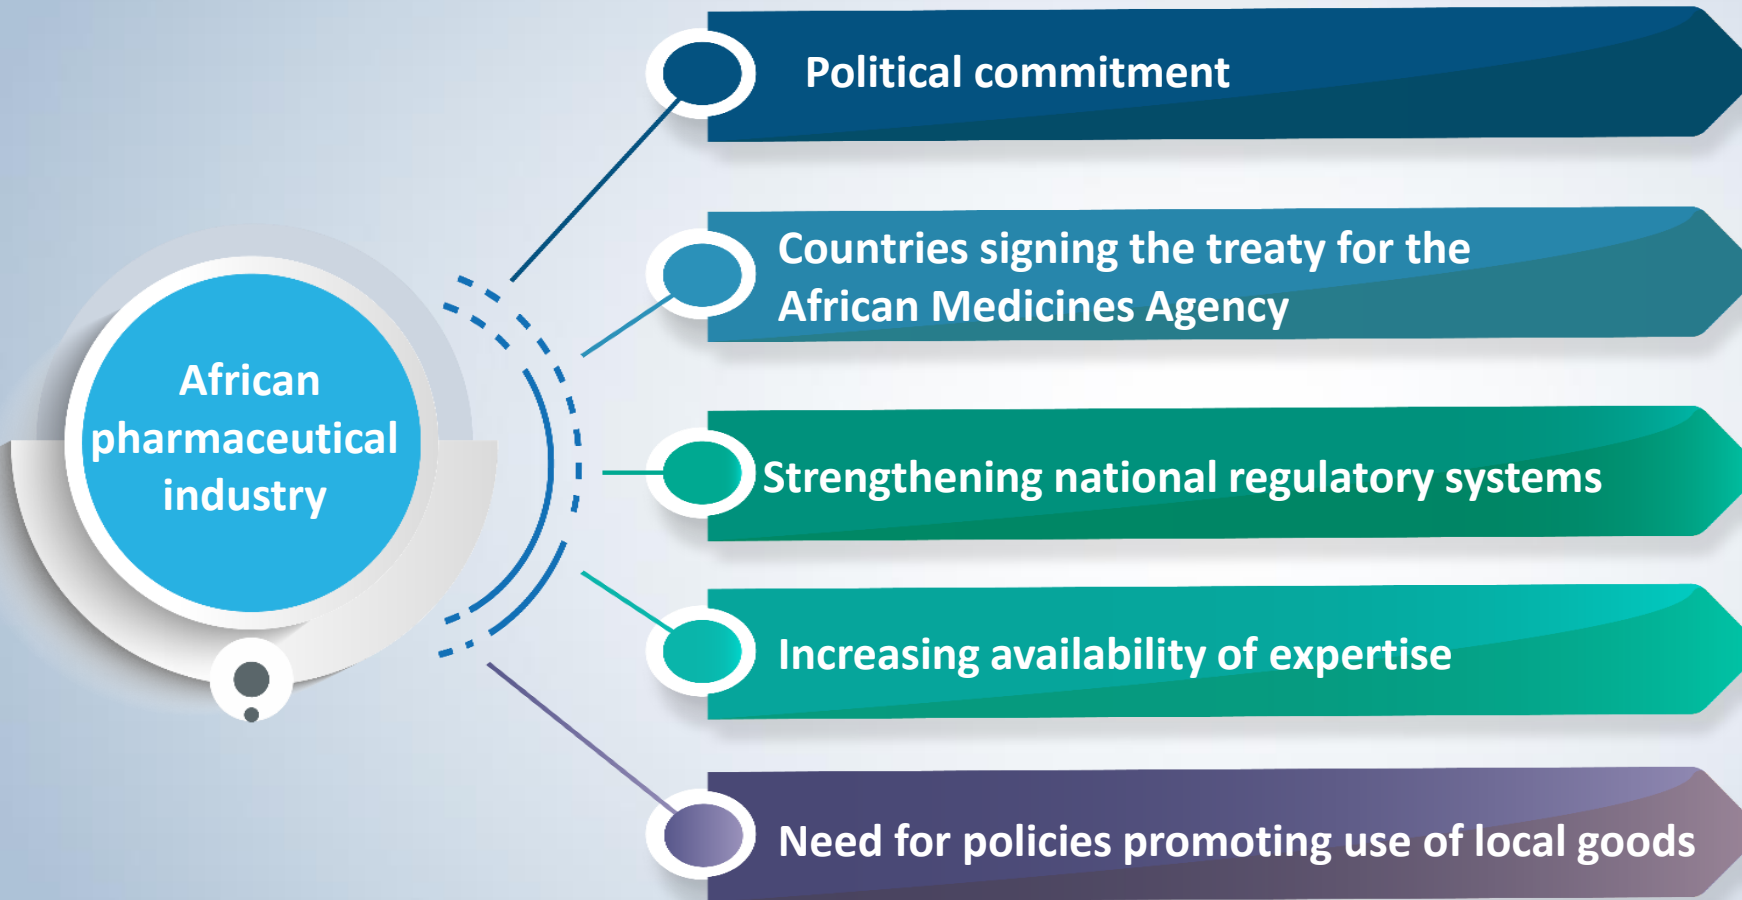 African
pharmaceutical
industry
Political commitment
Countries signing the treaty for the
African Medicines Agency
Strengthening national regulatory systems
Increasing availability of expertise
Need for policies promoting use of local goods